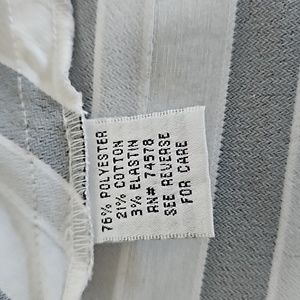 76% POLYESTER
21% COTTON
3% ELASTIN
RN# 74578
SEE REVERSE
FOR CARE